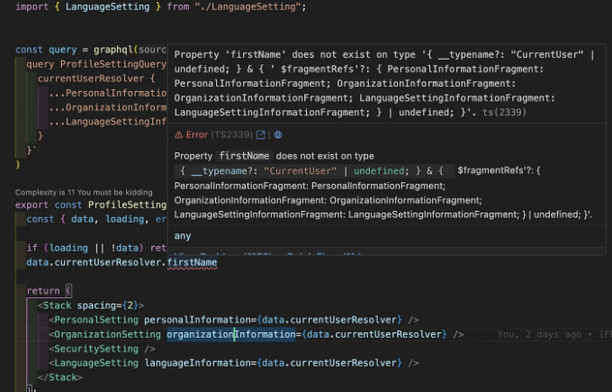 import { LanguageSetting } from "./LanguageSetting";
const query = graphql(sourc
query ProfileSettingQuery
currentUserResolver {
...PersonalInformatio
...OrganizationInform
...LanguageSettingInf
}
}`
)
Property 'firstName' does not exist on type '{ __typename?: "CurrentUser" |
undefined; } & { ' $fragmentRefs'?: { PersonalInformationFragment:
PersonalInformationFragment; OrganizationInformationFragment:
OrganizationInformationFragment; LanguageSettingInformationFragment:
LanguageSettingInformationFragment; } | undefined; }'. ts(2339)
Error (TS2339) | 
Property firstName does not exist on type
{ __typename?: "CurrentUser" | undefined; } & { $fragmentRefs'?: {
PersonalInformationFragment: PersonalInformationFragment;
OrganizationInformationFragment: OrganizationInformationFragment;
LanguageSettingInformationFragment: LanguageSettingInformationFragment; } | undefined; }'.
any
Complexity is 11 You must be kidding
export const ProfileSetting
const { data, loading, er
if (loading || !data) ret
data.currentUserResolver.firstName
return (
<Stack spacing={2}>
<PersonalSetting personalInformation={data.currentUserResolver} />
<OrganizationSetting organizationInformation={data.currentUserResolver} /> You, 2 days ago • [F
<SecuritySetting />
<LanguageSetting languageInformation={data.currentUserResolver} />
</Stack>